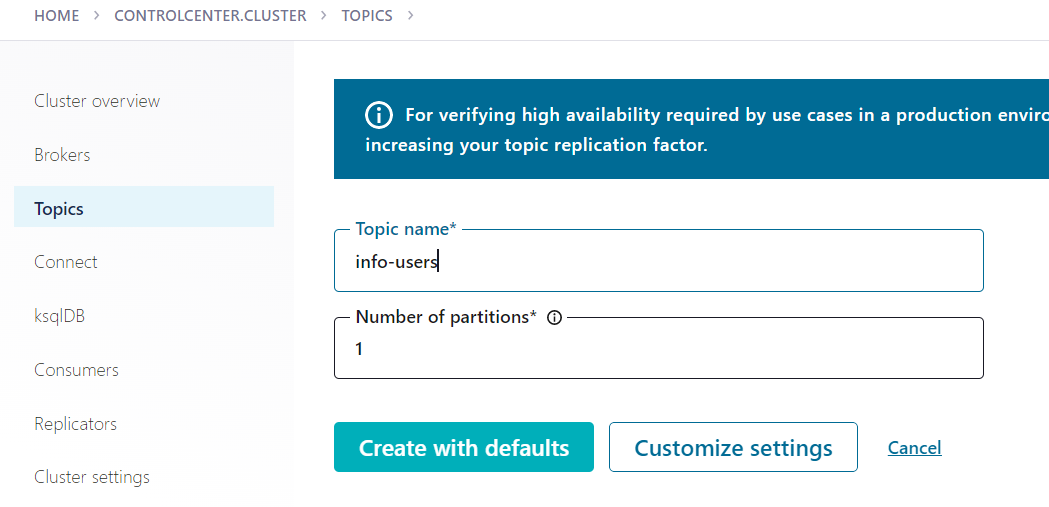 HOME > CONTROLCENTER.CLUSTER > TOPICS >
Cluster overview
Brokers
Topics
Connect
ksqlDB
Consumers
Replicators
Cluster settings
For verifying high availability required by use cases in a production
increasing your topic replication factor.
Topic name*
info-users
Number of partitions*
1
Create with defaults
Customize settings
Cancel